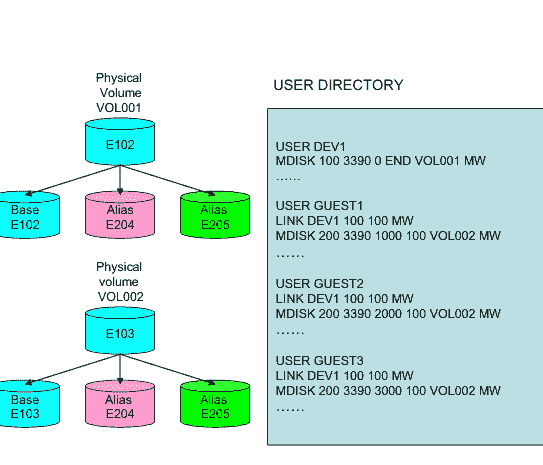 Physical
Volume
VOL001
E102
Base
E102
Alias
E204
Alias
E205
Physical
volume
VOL002
E103
Base
E103
Alias
E204
Alias
E205
USER DIRECTORY
USER DEV1
MDISK 100 3390 0 END VOL001 MW
......
USER GUEST1
LINK DEV1 100 100 MW
MDISK 200 3390 1000 100 VOL002 MW
......
USER GUEST2
LINK DEV1 100 100 MW
MDISK 200 3390 2000 100 VOL002 MW
......
USER GUEST3
LINK DEV1 100 100 MW
MDISK 200 3390 3000 100 VOL002 MW
......